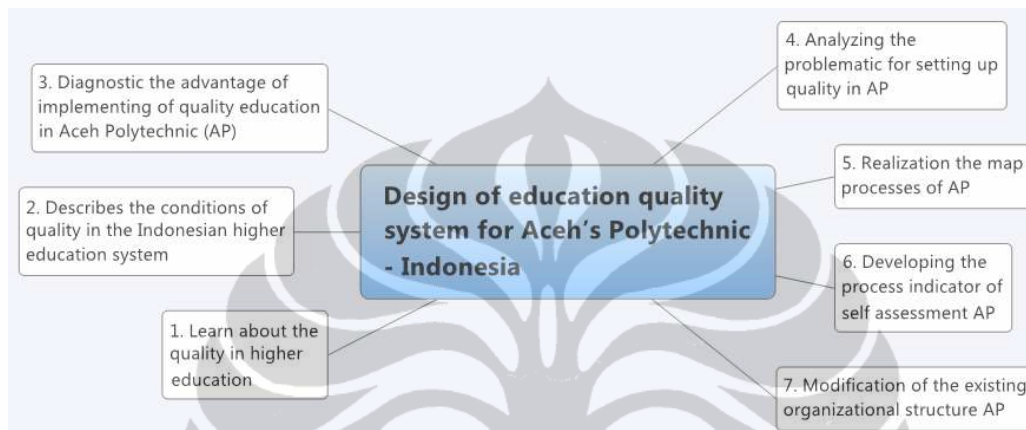 4. Analyzing the
problematic for setting up
quality in AP
3. Diagnostic the advantage of
implementing of quality education
in Aceh Polytechnic (AP)
5. Realization the map
processes of AP
Design of education quality
system for Aceh's Polytechnic
- Indonesia
2. Describes the conditions of
quality in the Indonesian higher
education system
6. Developing the
process indicator of
self assessment AP
1. Learn about the
quality in higher
education
7. Modification of the existing
organizational structure AP